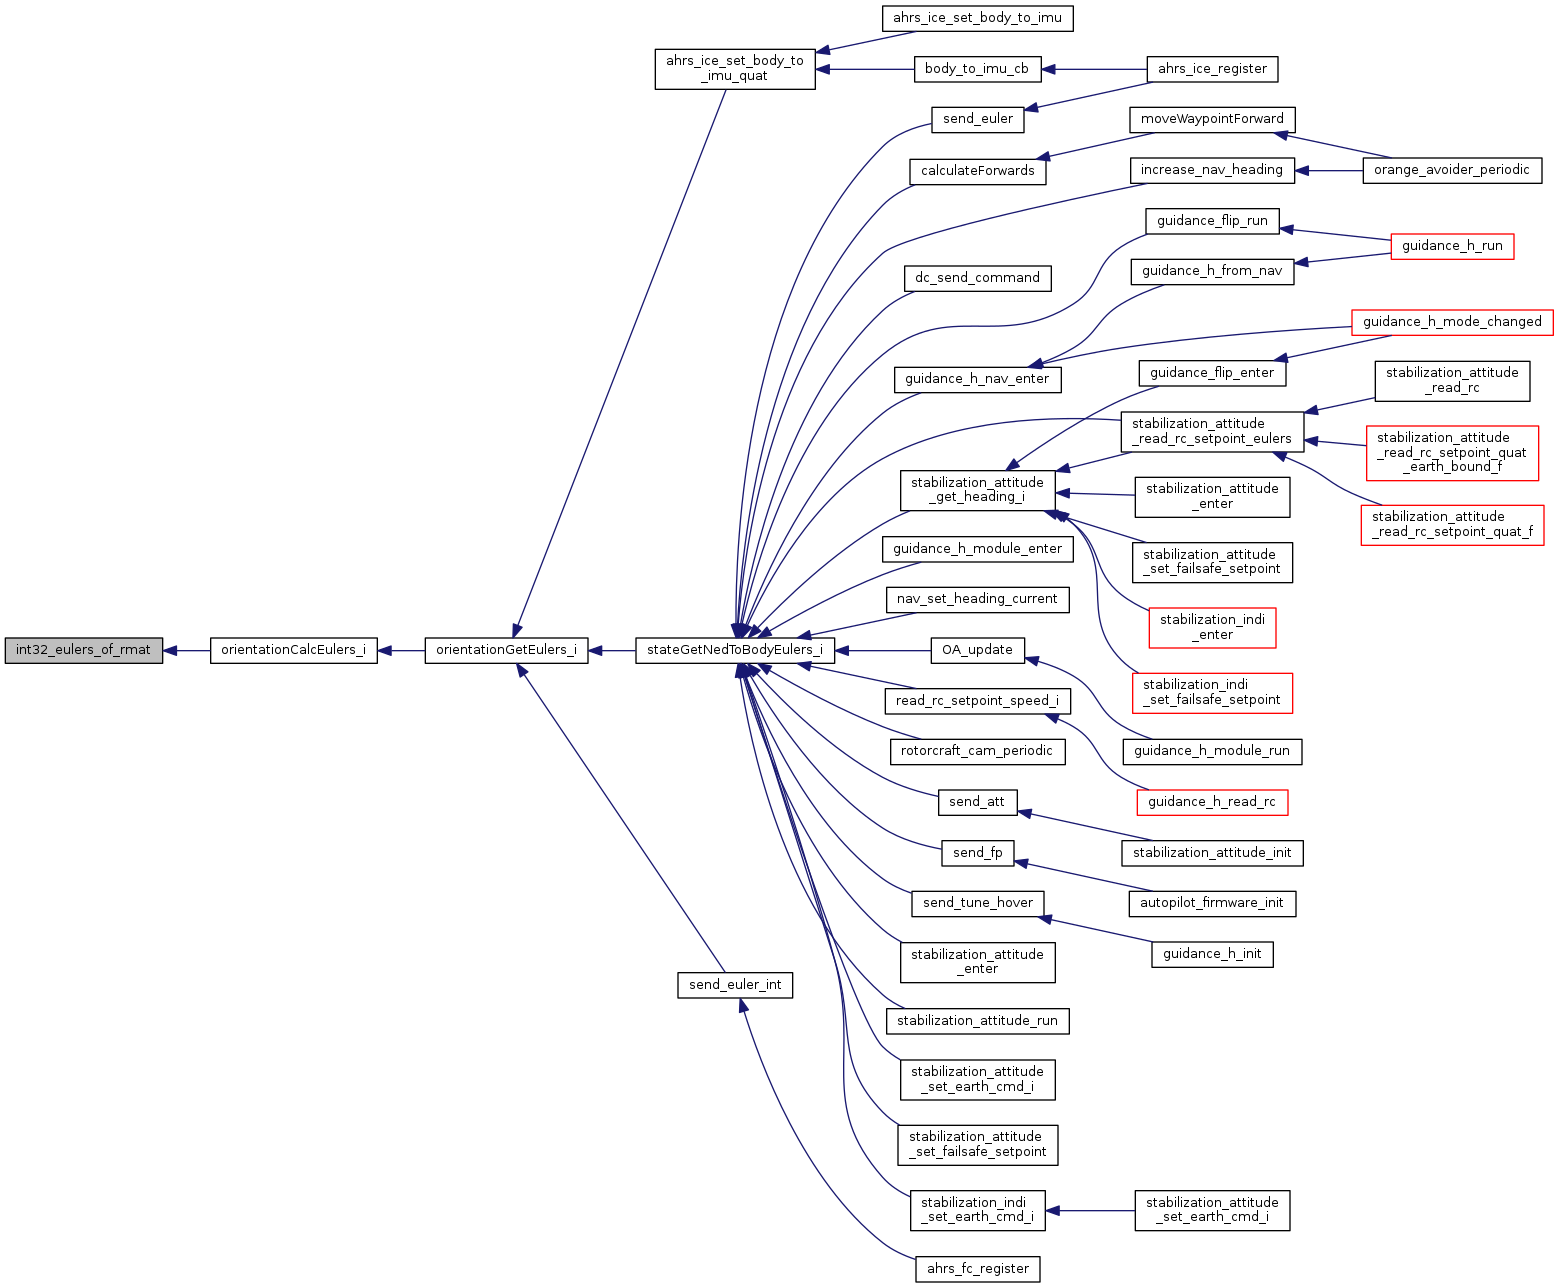 ahrs_ice_set_body_to_imu
ahrs_ice_set_body_to
_imu_quat
body_to_imu_cb
ahrs_ice_register
send_euler
moveWaypointForward
calculateForwards
increase_nav_heading
orange_avoider_periodic
guidance_flip_run
guidance_h_run
guidance_h_from_nav
dc_send_command
guidance_h_mode_changed
guidance_h_nav_enter
guidance_flip_enter
stabilization_attitude
_read_rc
stabilization_attitude
_read_rc_setpoint_eulers
stabilization_attitude
_read_rc_setpoint_quat
_earth_bound_f
stabilization_attitude
_get_heading_i
stabilization_attitude
_enter
stabilization_attitude
_read_rc_setpoint_quat_f
guidance_h_module_enter
stabilization_attitude
_set_failsafe_setpoint
nav_set_heading_current
stabilization_indi
_enter
int32_eulers_of_rmat
orientationCalcEulers_i
orientationGetEulers_i
stateGetNedToBodyEulers_i
OA_update
stabilization_indi
_set_failsafe_setpoint
read_rc_setpoint_speed_i
rotorcraft_cam_periodic
guidance_h_module_run
send_att
guidance_h_read_rc
send_fp
stabilization_attitude_init
send_tune_hover
autopilot_firmware_init
stabilization_attitude
_enter
guidance_h_init
send_euler_int
stabilization_attitude_run
stabilization_attitude
_set_earth_cmd_i
stabilization_attitude
_set_failsafe_setpoint
stabilization_indi
_set_earth_cmd_i
stabilization_attitude
_set_earth_cmd_i
ahrs_fc_register